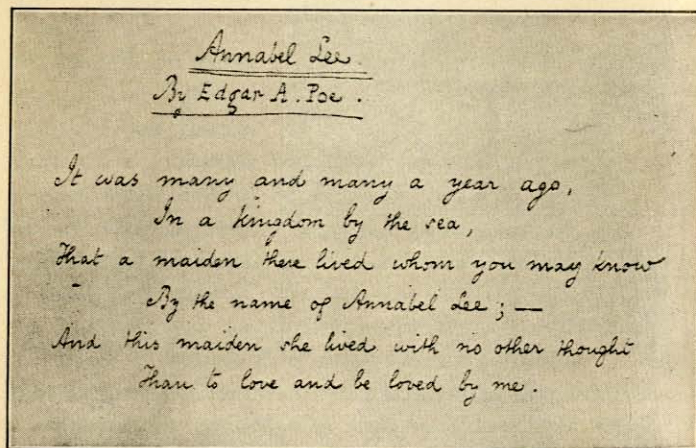 Annabel Lee.
By Edgar A. Poe.
It was many and many a year ago,
In a kingdom by the sea,
That a maiden there lived whom you may know
By the name of Annabel Lee; —
And this maiden she lived with no other thought
Than to love and be loved by me.